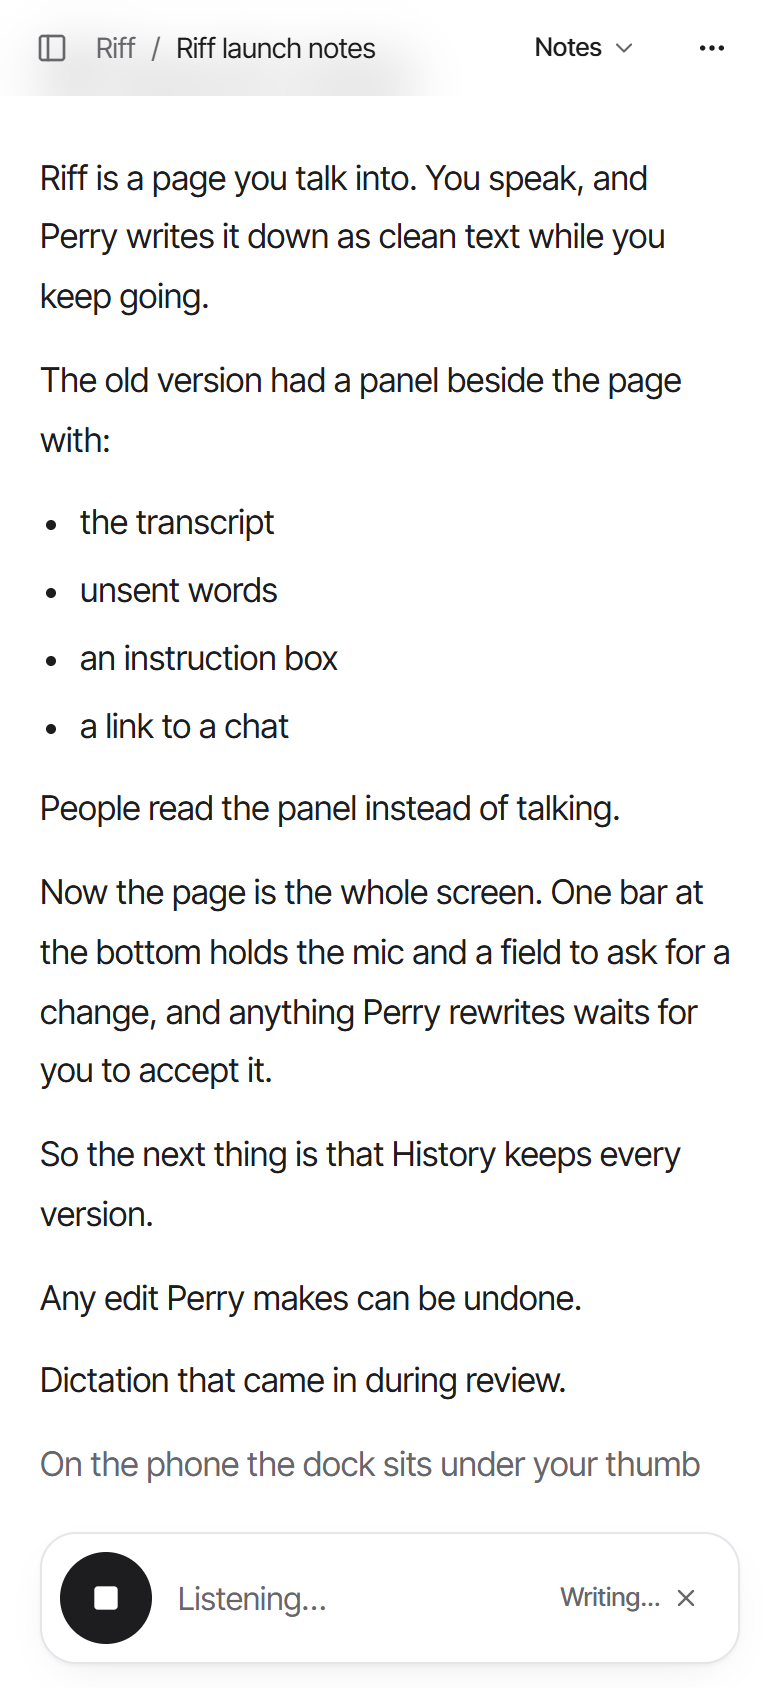 Riff / Riff launch notes
Notes
Riff is a page you talk into. You speak, and
Perry writes it down as clean text while you
keep going.
The old version had a panel beside the page
with:
• the transcript
• unsent words
• an instruction box
• a link to a chat
People read the panel instead of talking.
Now the page is the whole screen. One bar at
the bottom holds the mic and a field to ask for a
change, and anything Perry rewrites waits for
you to accept it.
So the next thing is that History keeps every
version.
Any edit Perry makes can be undone.
Dictation that came in during review.
On the phone the dock sits under your thumb
Listening...
Writing...